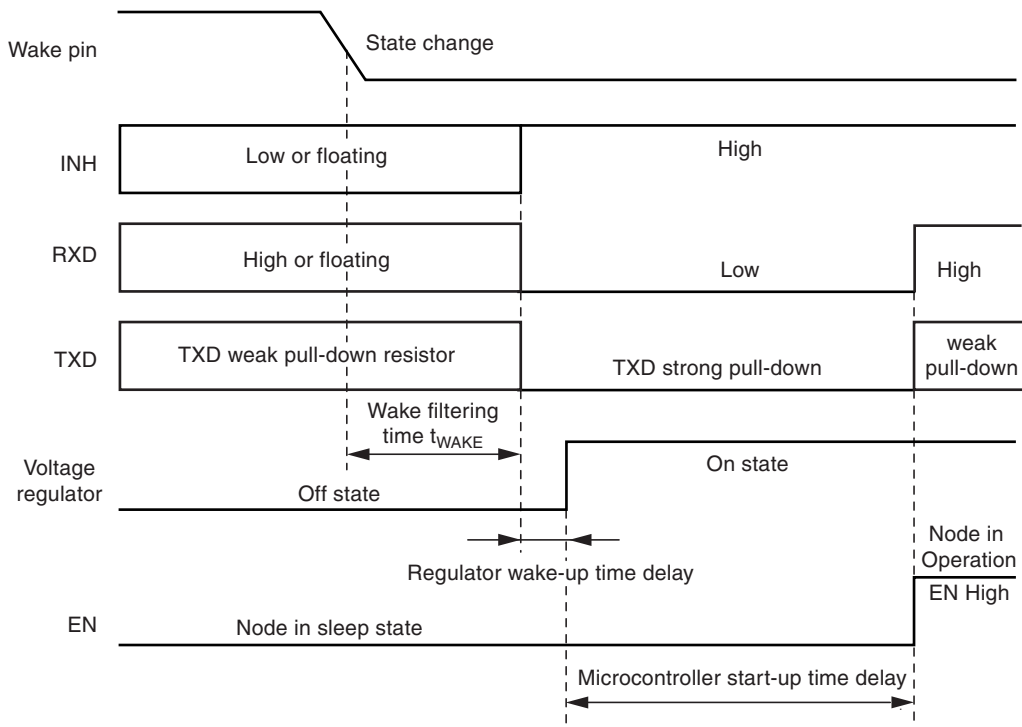 Wake pin
State change
INH
Low or floating
High
RXD
High or floating
Low
High
TXD
TXD weak pull-down resistor
TXD strong pull-down
weak
pull-down
Wake filtering
time tWAKE
Voltage
regulator
Off state
On state
Regulator wake-up time delay
Node in
Operation
EN High
EN
Node in sleep state
Microcontroller start-up time delay